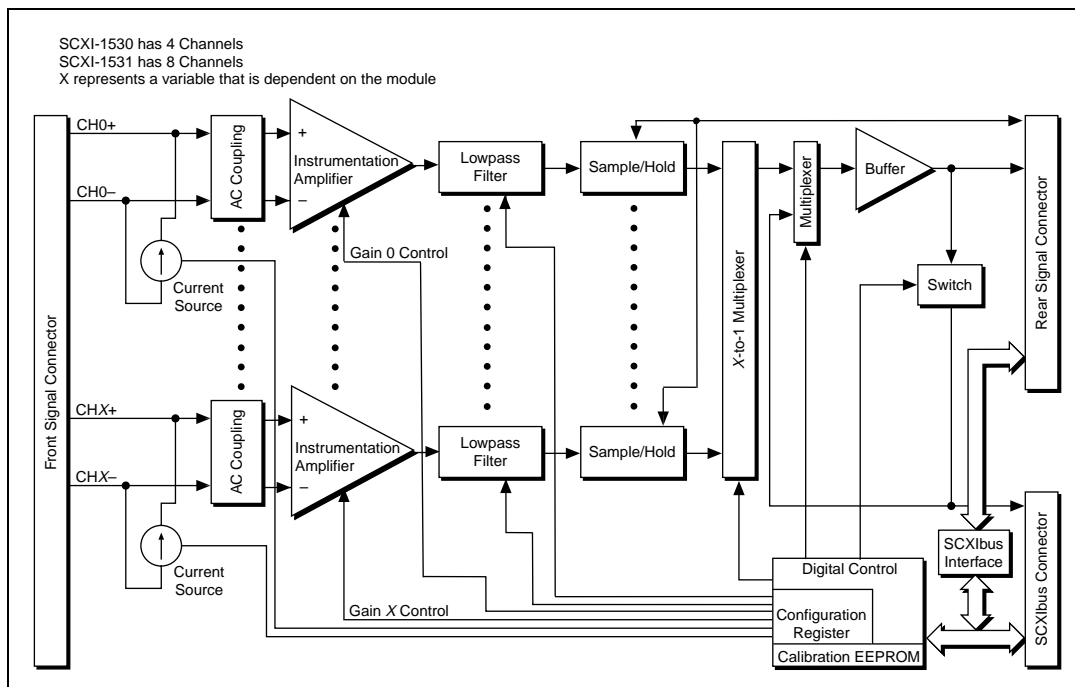 SCXI-1530 has 4 Channels
SCXI-1531 has 8 Channels
X represents a variable that is dependent on the module
Front Signal Connector
CH0+
CH0–
AC Coupling
+
Instrumentation
Amplifier
–
Lowpass
Filter
Sample/Hold
X-to-1 Multiplexer
Multiplexer
Buffer
Rear Signal Connector
Current
Source
Gain 0 Control
Switch
CHX+
CHX–
AC Coupling
+
Instrumentation
Amplifier
–
Lowpass
Filter
Sample/Hold
Current
Source
Gain X Control
Digital Control
Configuration
Register
Calibration EEPROM
SCXIbus
Interface
SCXIbus Connector